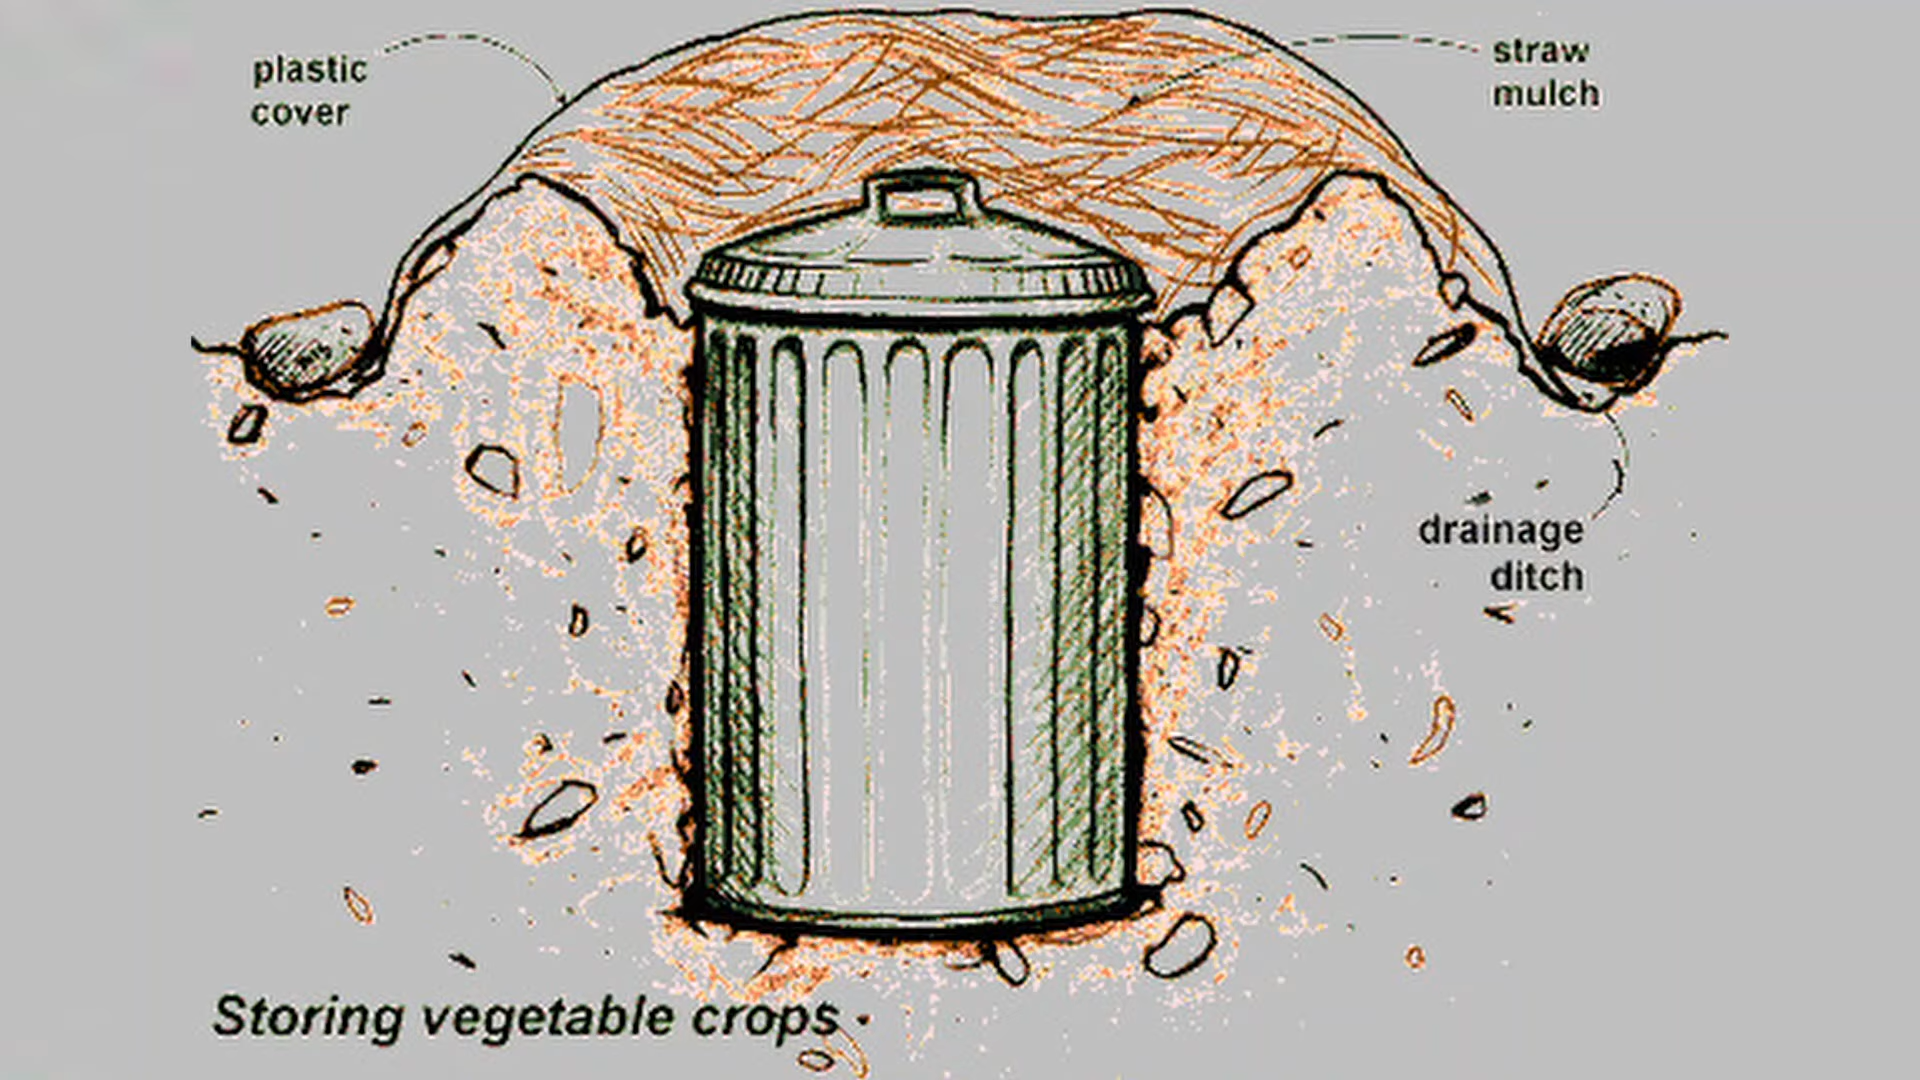 plastic
cover
straw
mulch
drainage
ditch
Storing vegetable crops